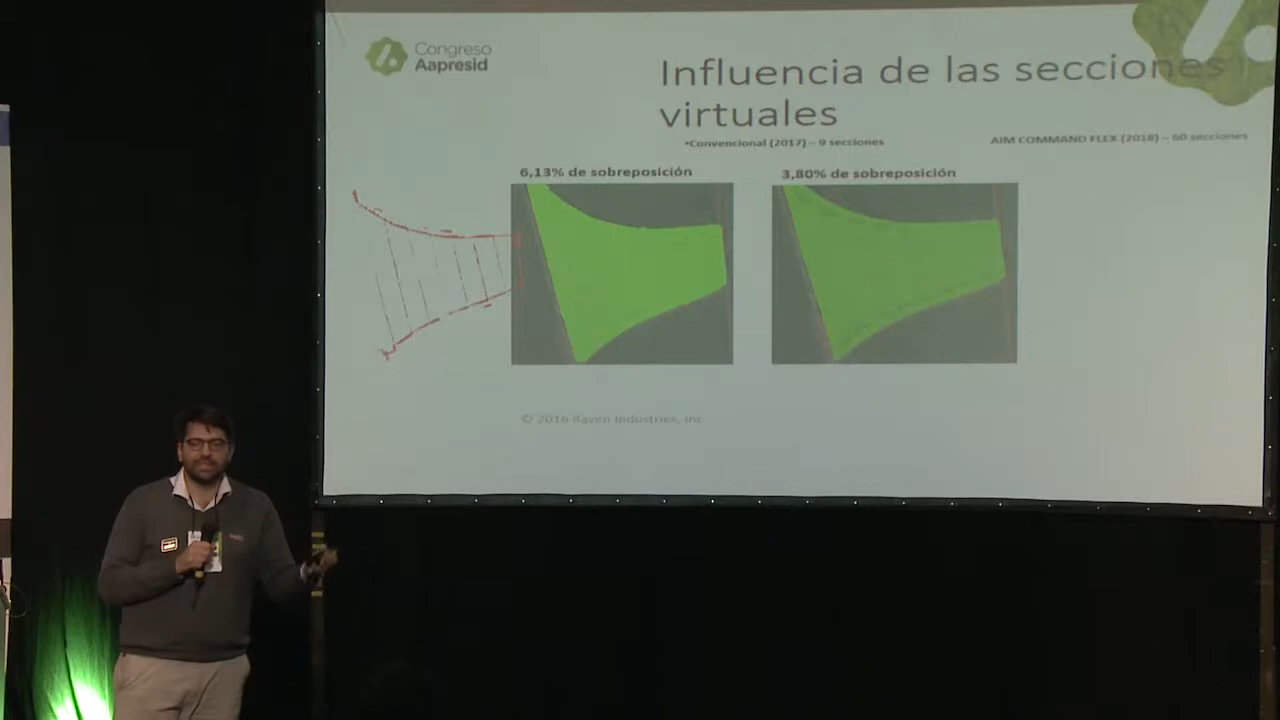 Congreso
Aapresid
Influencia de las secciones
virtuales
•Convencional (2017) – 9 secciones
AIM COMMAND FLEX (2018) – 60 secciones
6,13% de sobreposición
3,80% de sobreposición
© 2016 Raven Industries, Inc